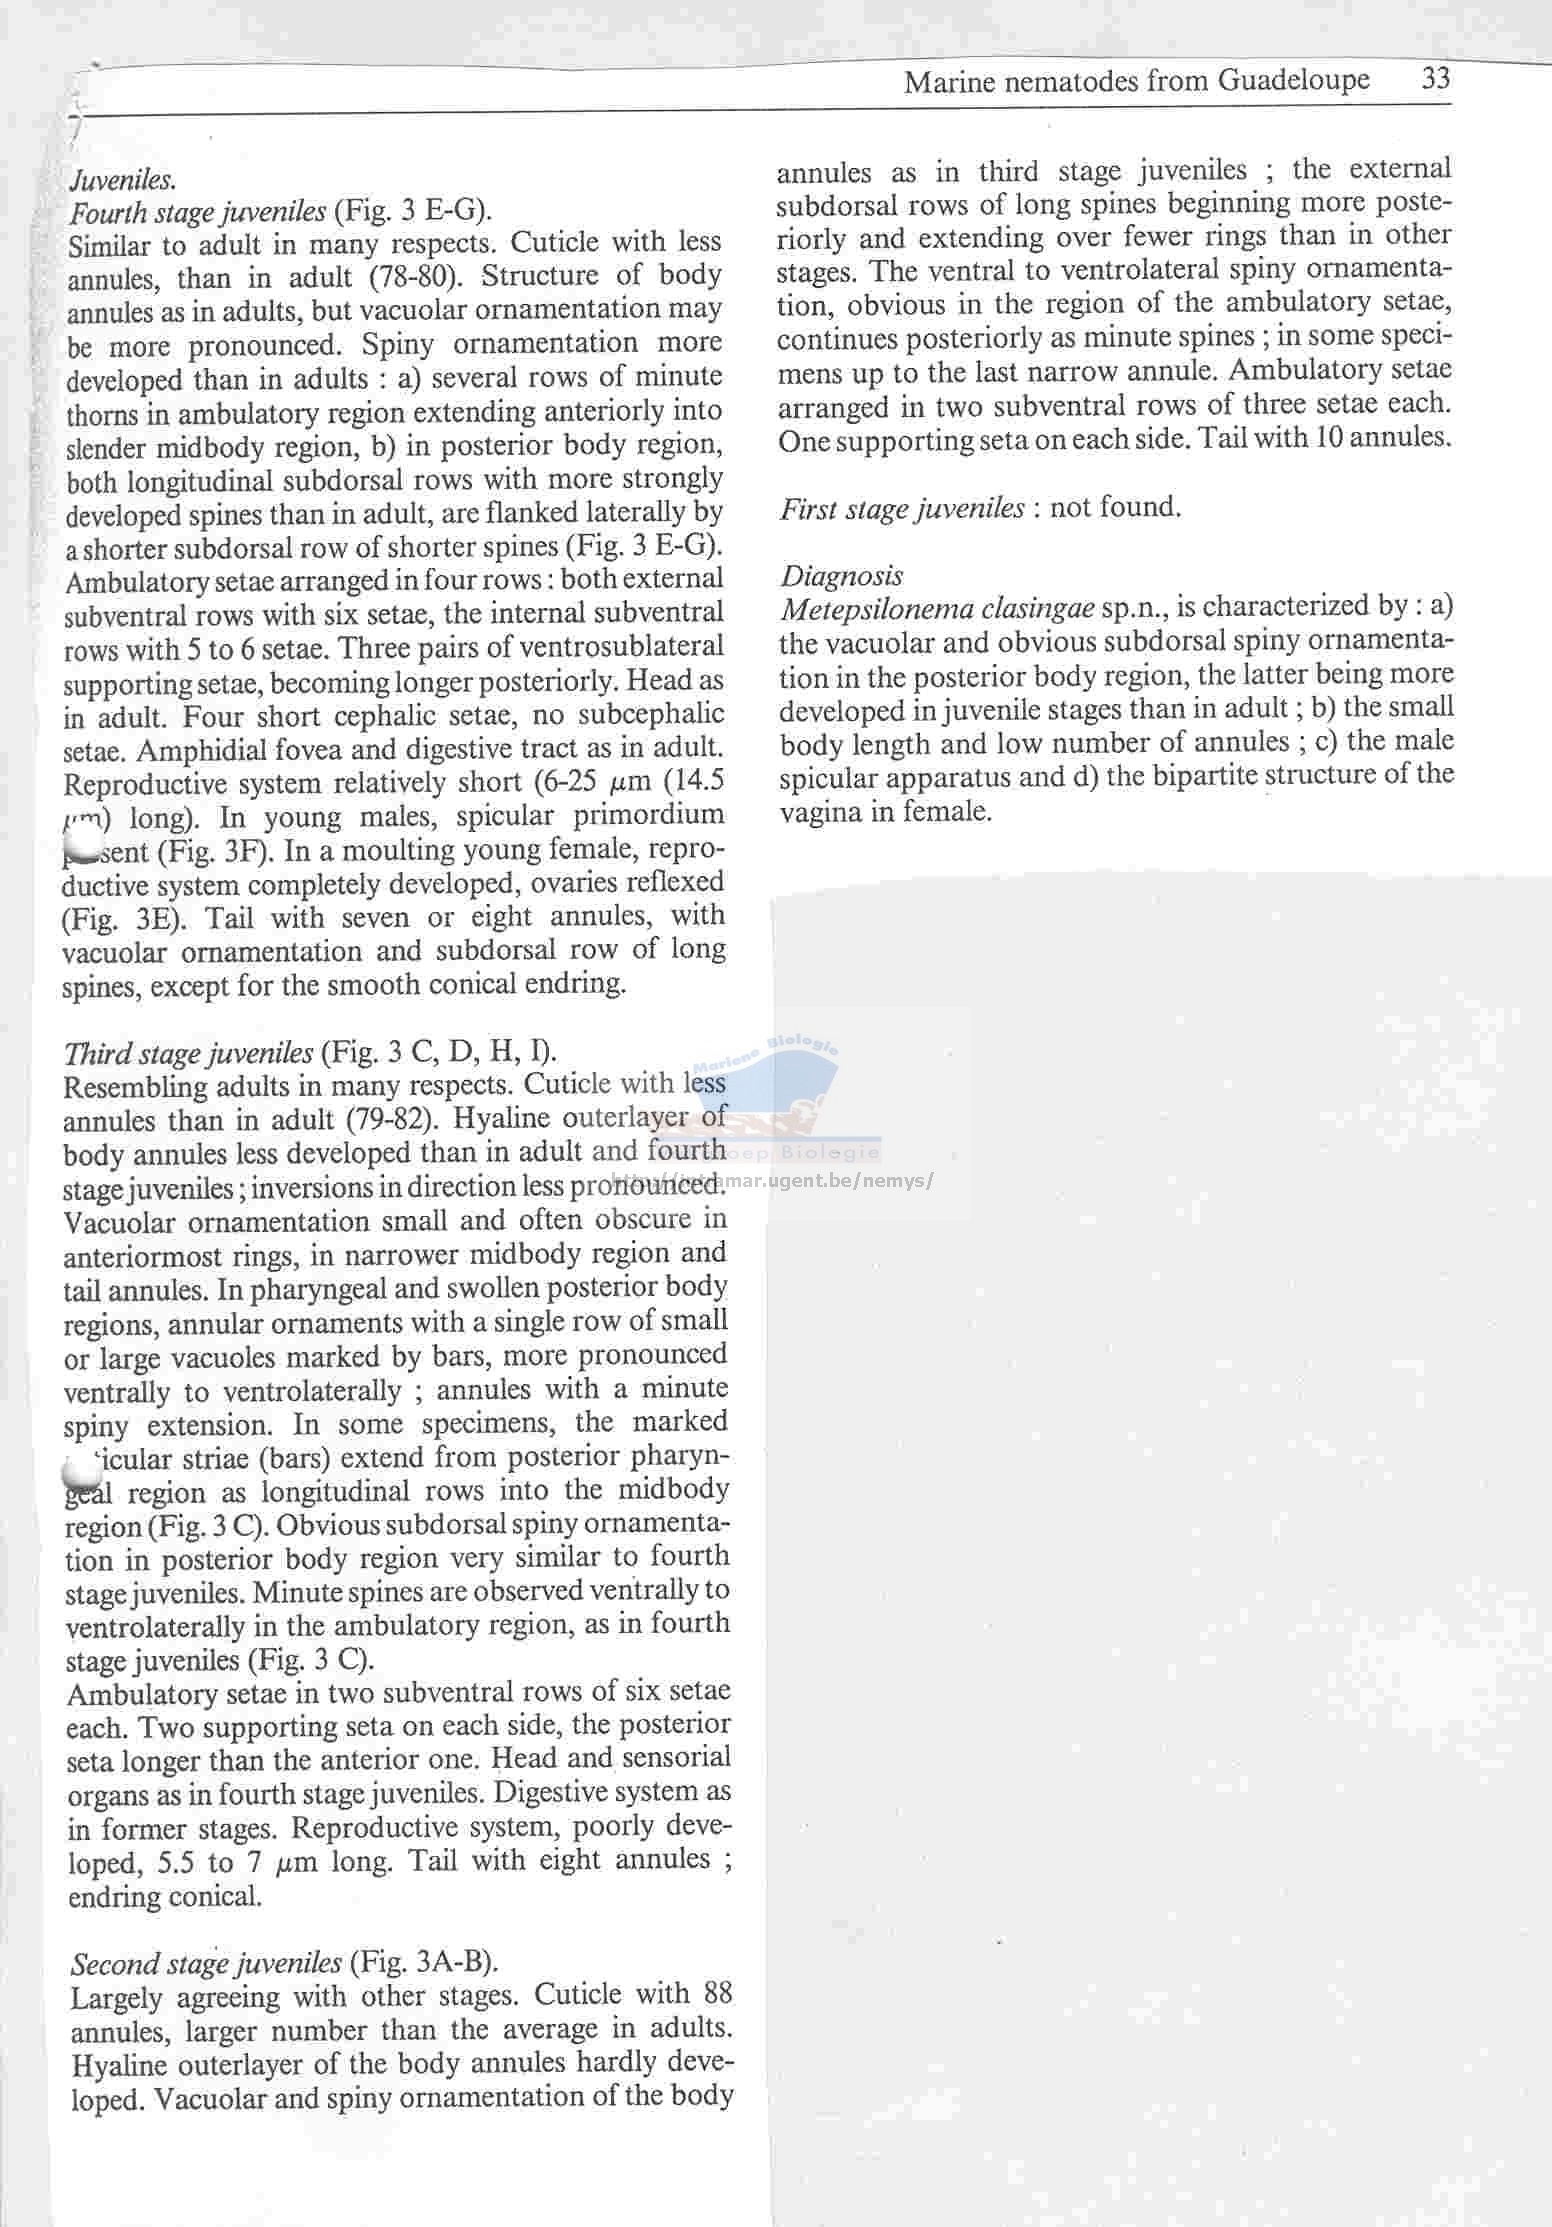 Marine nematodes from Guadeloupe 33
Juveniles.
Fourth stage juveniles (Fig. 3 E-G).
Similar to adult in many respects. Cuticle with less
annules, than in adult (78-80). Structure of body
annules as in adults, but vacuolar ornamentation may
be more pronounced. Spiny ornamentation more
developed than in adults : a) several rows of minute
thorns in ambulatory region extending anteriorly into
slender midbody region, b) in posterior body region,
both longitudinal subdorsal rows with more strongly
developed spines than in adult, are flanked laterally by
a shorter subdorsal row of shorter spines (Fig. 3 E-G).
Ambulatory setae arranged in four rows : both external
subventral rows with six setae, the internal subventral
rows with 5 to 6 setae. Three pairs of ventrosublateral
supporting setae, becoming longer posteriorly. Head as
in adult. Four short cephalic setae, no subcephalic
setae. Amphidial fovea and digestive tract as in adult.
Reproductive system relatively short (6-25 μm (14.5
μm) long). In young males, spicular primordium
sent (Fig. 3F). In a moulting young female, repro-
ductive system completely developed, ovaries reflexed
(Fig. 3E). Tail with seven or eight annules, with
vacuolar ornamentation and subdorsal row of long
spines, except for the smooth conical endring.
Third stage juveniles (Fig. 3 C, D, H, I).
Resembling adults in many respects. Cuticle with less
annules than in adult (79-82). Hyaline outerlayer of
body annules less developed than in adult and fourth
stage juveniles ; inversions in direction less pronounced.
Vacuolar ornamentation small and often obscure in
anteriormost rings, in narrower midbody region and
tail annules. In pharyngeal and swollen posterior body
regions, annular ornaments with a single row of small
or large vacuoles marked by bars, more pronounced
ventrally to ventrolaterally ; annules with a minute
spiny extension. In some specimens, the marked
icular striae (bars) extend from posterior pharyn-
geal region as longitudinal rows into the midbody
region (Fig. 3 C). Obvious subdorsal spiny ornamenta-
tion in posterior body region very similar to fourth
stage juveniles. Minute spines are observed ventrally to
ventrolaterally in the ambulatory region, as in fourth
stage juveniles (Fig. 3 C).
Ambulatory setae in two subventral rows of six setae
each. Two supporting seta on each side, the posterior
seta longer than the anterior one. Head and sensorial
organs as in fourth stage juveniles. Digestive system as
in former stages. Reproductive system, poorly deve-
loped, 5.5 to 7 μm long. Tail with eight annules ;
endring conical.
Second stage juveniles (Fig. 3A-B).
Largely agreeing with other stages. Cuticle with 88
annules, larger number than the average in adults.
Hyaline outerlayer of the body annules hardly deve-
loped. Vacuolar and spiny ornamentation of the body
annules as in third stage juveniles ; the external
subdorsal rows of long spines beginning more poste-
riorly and extending over fewer rings than in other
stages. The ventral to ventrolateral spiny ornamenta-
tion, obvious in the region of the ambulatory setae,
continues posteriorly as minute spines ; in some speci-
mens up to the last narrow annule. Ambulatory setae
arranged in two subventral rows of three setae each.
One supporting seta on each side. Tail with 10 annules.
First stage juveniles : not found.
Diagnosis
Metepsilonema clasingae sp.n., is characterized by : a)
the vacuolar and obvious subdorsal spiny ornamenta-
tion in the posterior body region, the latter being more
developed in juvenile stages than in adult ; b) the small
body length and low number of annules ; c) the male
spicular apparatus and d) the bipartite structure of the
vagina in female.
Mariene Biologie
Biologie
intramar.ugent.be/nemys/